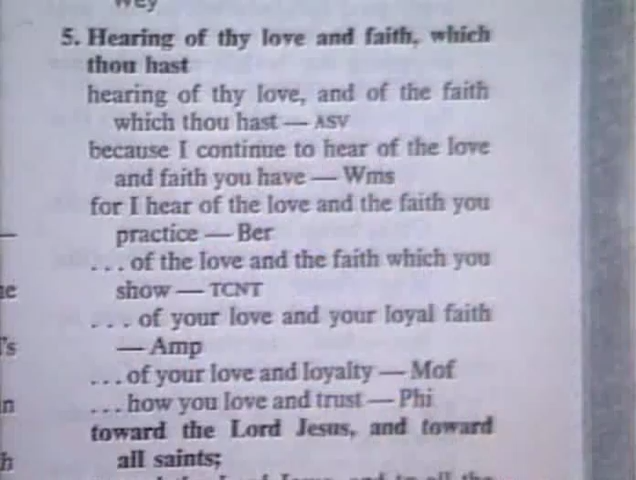 Wey
5. Hearing of thy love and faith, which
thou hast
hearing of thy love, and of the faith
which thou hast — ASV
because I continue to hear of the love
and faith you have — Wms
for I hear of the love and the faith you
practice — Ber
... of the love and the faith which you
show — TCNT
... of your love and your loyal faith
— Amp
... of your love and loyalty — Mof
... how you love and trust — Phi
toward the Lord Jesus, and toward
all saints;